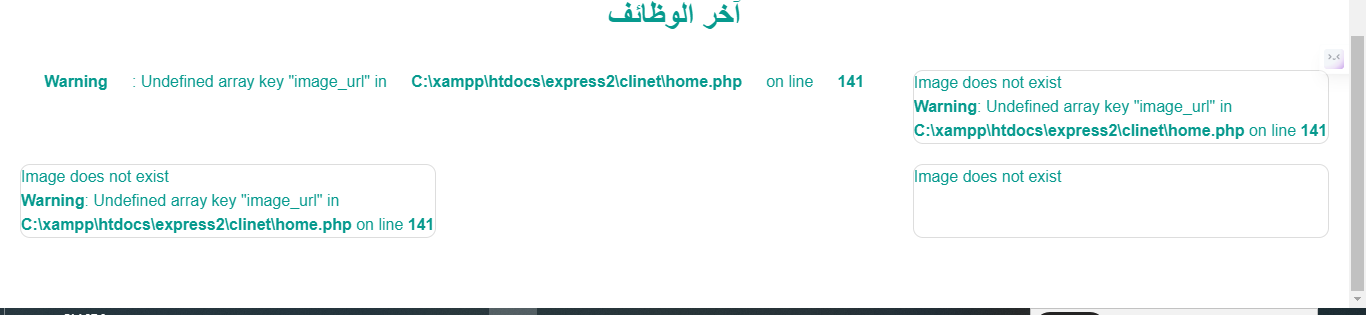 آخر الوظائف
Warning : Undefined array key "image_url" in C:\xampp\htdocs\express2\clinet\home.php on line 141
Image does not exist
Warning: Undefined array key "image_url" in
C:\xampp\htdocs\express2\clinet\home.php on line 141
Image does not exist
Warning: Undefined array key "image_url" in
C:\xampp\htdocs\express2\clinet\home.php on line 141
Image does not exist